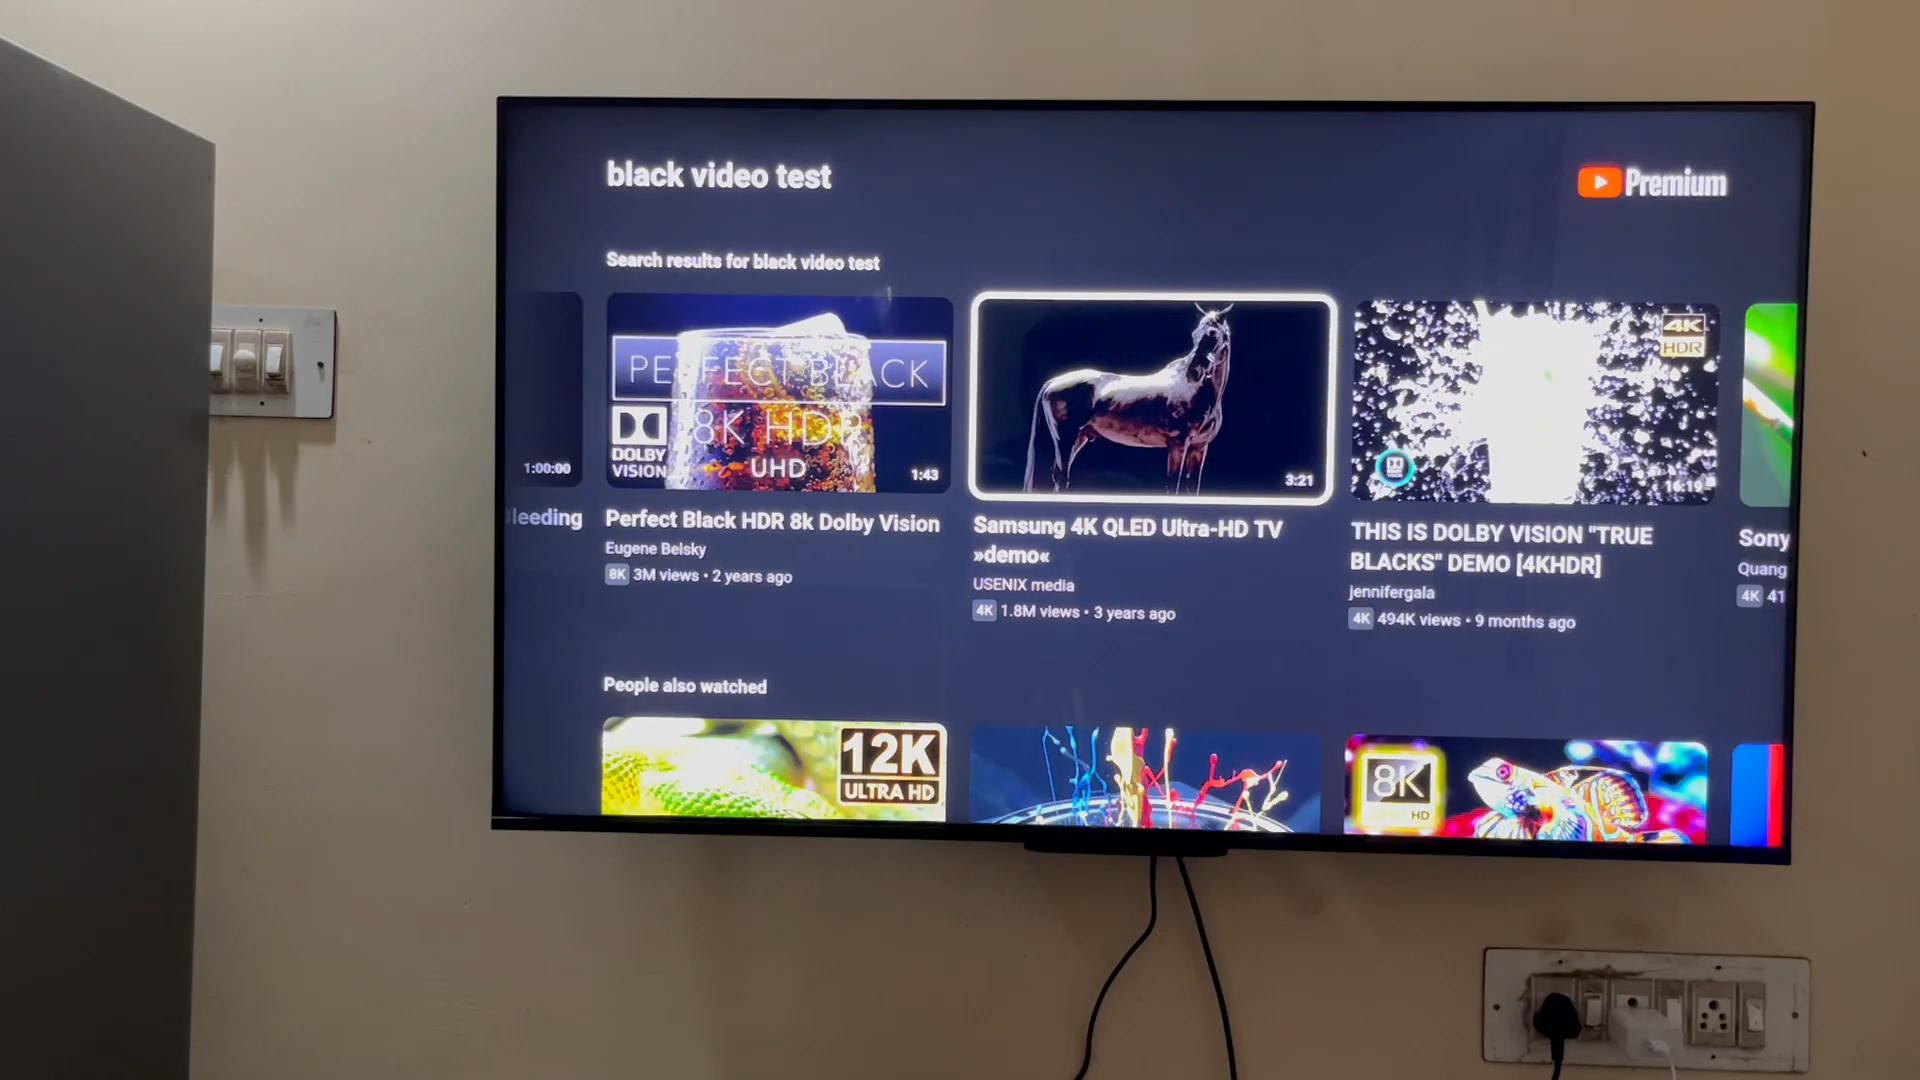 black video test
Premium
Search results for black video test
1:00:00
leeding
PERFECT BLACK
8K HDR
UHD
DOLBY
VISION
1:43
Perfect Black HDR 8k Dolby Vision
Eugene Belsky
8K 3M views • 2 years ago
3:21
Samsung 4K QLED Ultra-HD TV
»demo«
USENIX media
4K 1.8M views • 3 years ago
4K
HDR
16:19
THIS IS DOLBY VISION "TRUE
BLACKS" DEMO [4KHDR]
jennifergala
4K 494K views • 9 months ago
Sony
Quang
4K 41
People also watched
12K
ULTRA HD
8K
HD